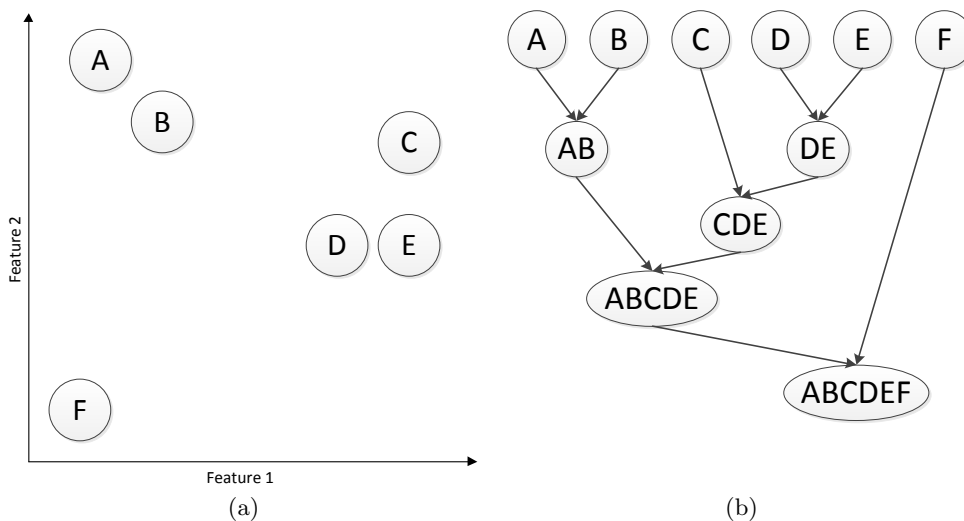 A
B
C
D
E
F
Feature 2
Feature 1
(a)
A B C D E F
AB DE
CDE
ABCDE
ABCDEF
(b)